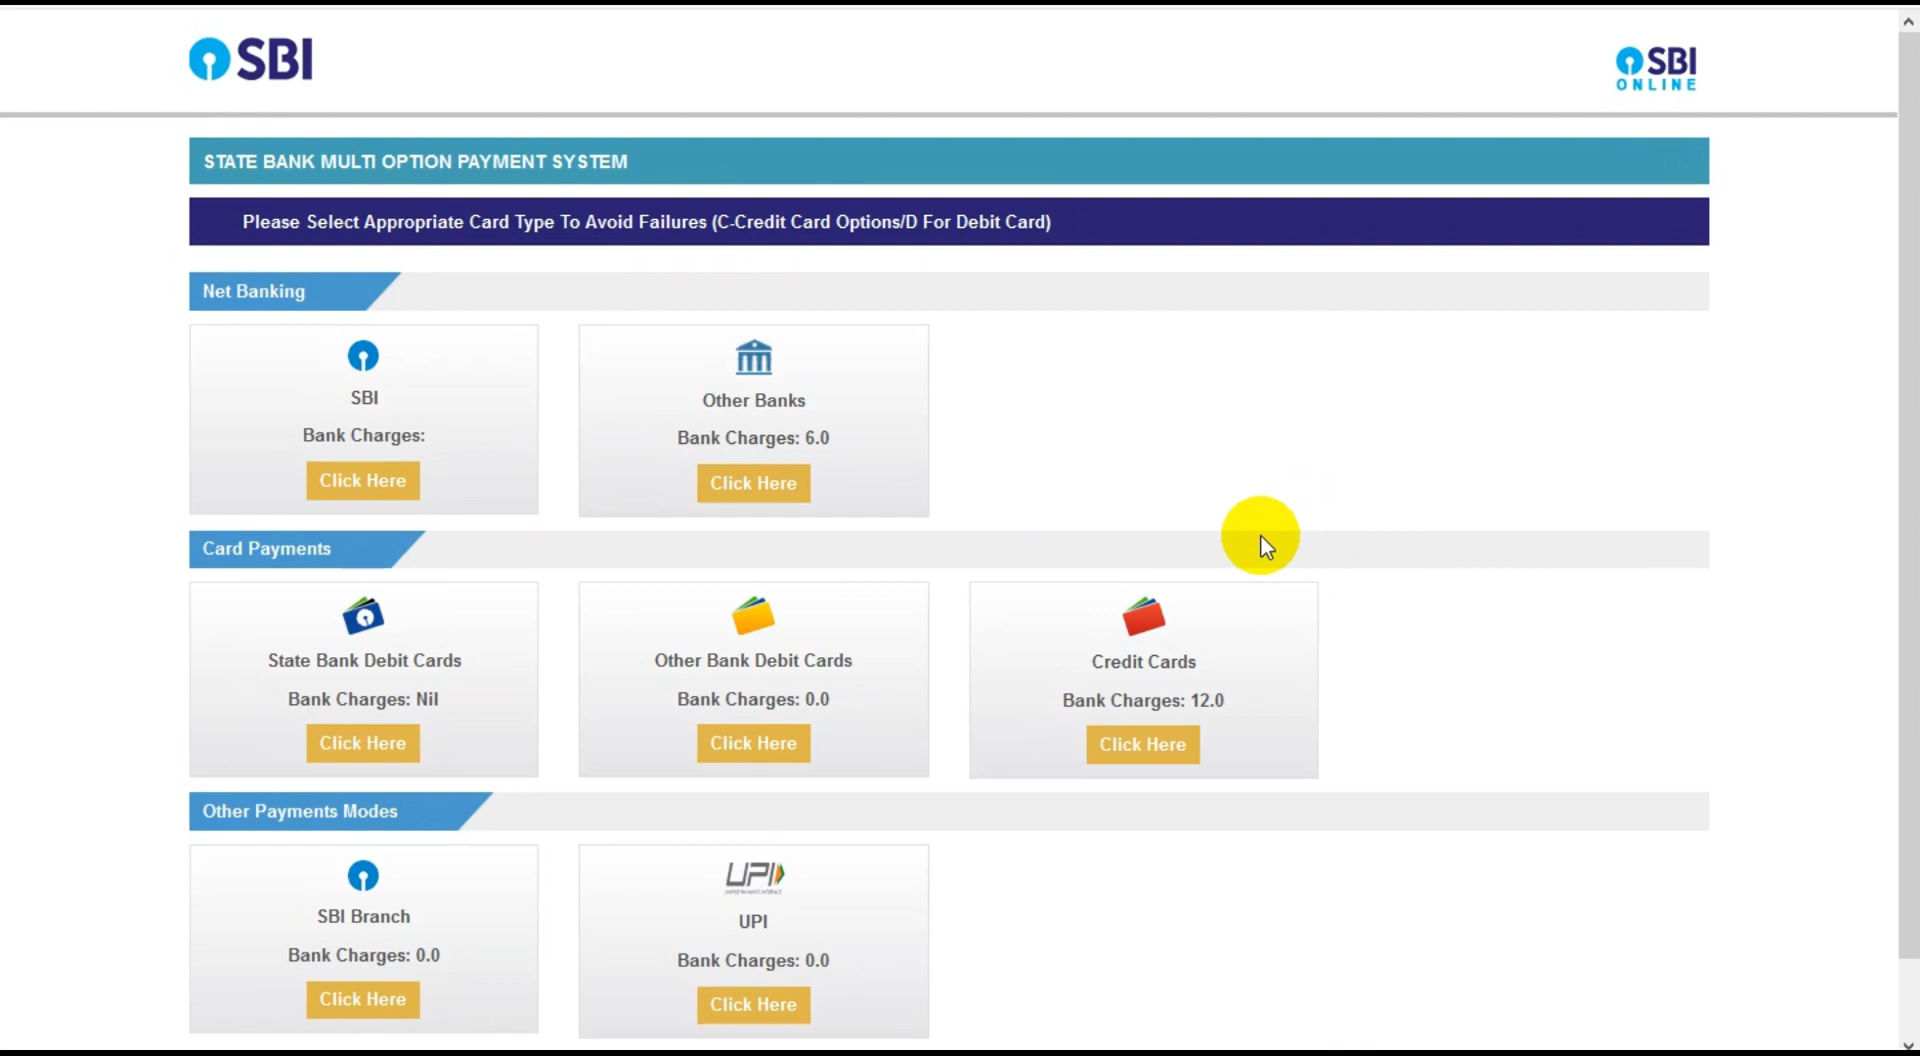 SBI
SBI
ONLINE
STATE BANK MULTI OPTION PAYMENT SYSTEM
Please Select Appropriate Card Type To Avoid Failures (C-Credit Card Options/D For Debit Card)
Net Banking
SBI
Bank Charges:
Click Here
Other Banks
Bank Charges: 6.0
Click Here
Card Payments
State Bank Debit Cards
Bank Charges: Nil
Click Here
Other Bank Debit Cards
Bank Charges: 0.0
Click Here
Credit Cards
Bank Charges: 12.0
Click Here
Other Payments Modes
SBI Branch
Bank Charges: 0.0
Click Here
UPI
UPI
Bank Charges: 0.0
Click Here